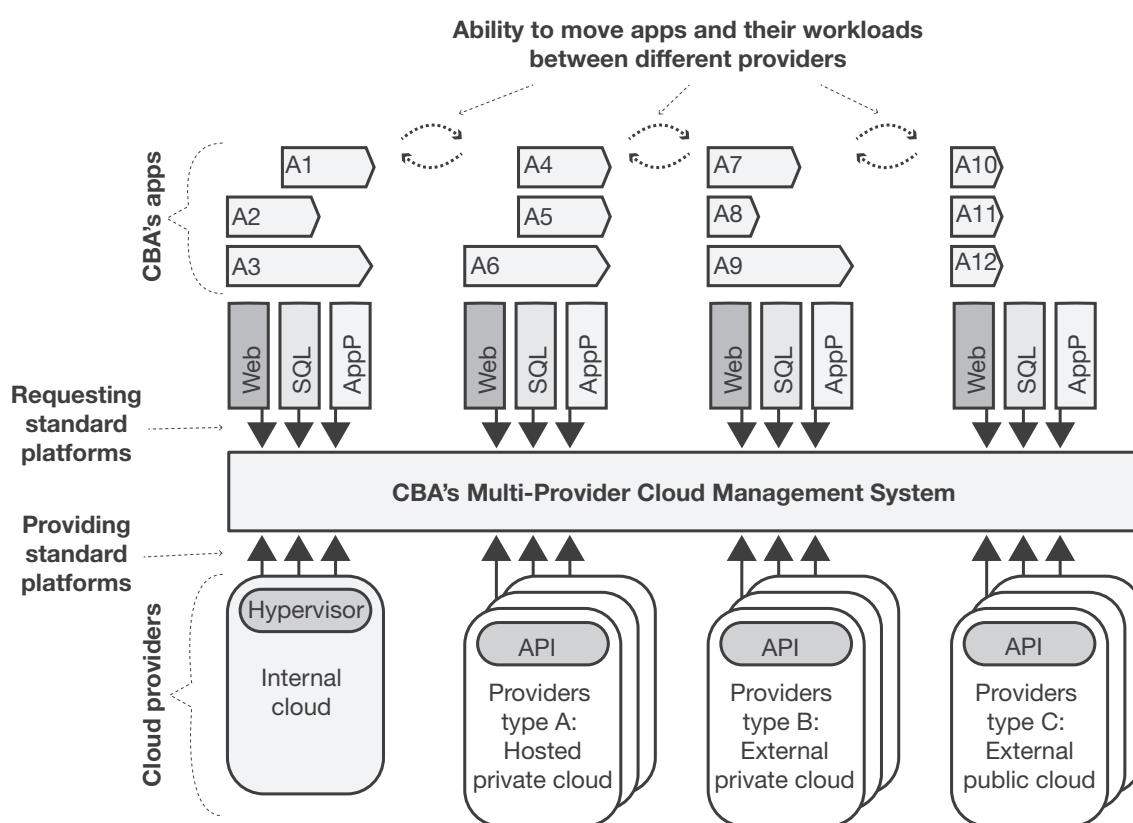 Ability to move apps and their workloads
between different providers
CBA's apps
A1
A4
A7
A10
A2
A5
A8
A11
A3
A6
A9
A12
Web
SQL
AppP
Web
SQL
AppP
Web
SQL
AppP
Web
SQL
AppP
Requesting
standard
platforms
CBA's Multi-Provider Cloud Management System
Providing
standard
platforms
Cloud providers
Hypervisor
Internal
cloud
API
Providers
type A:
Hosted
private cloud
API
Providers
type B:
External
private cloud
API
Providers
type C:
External
public cloud